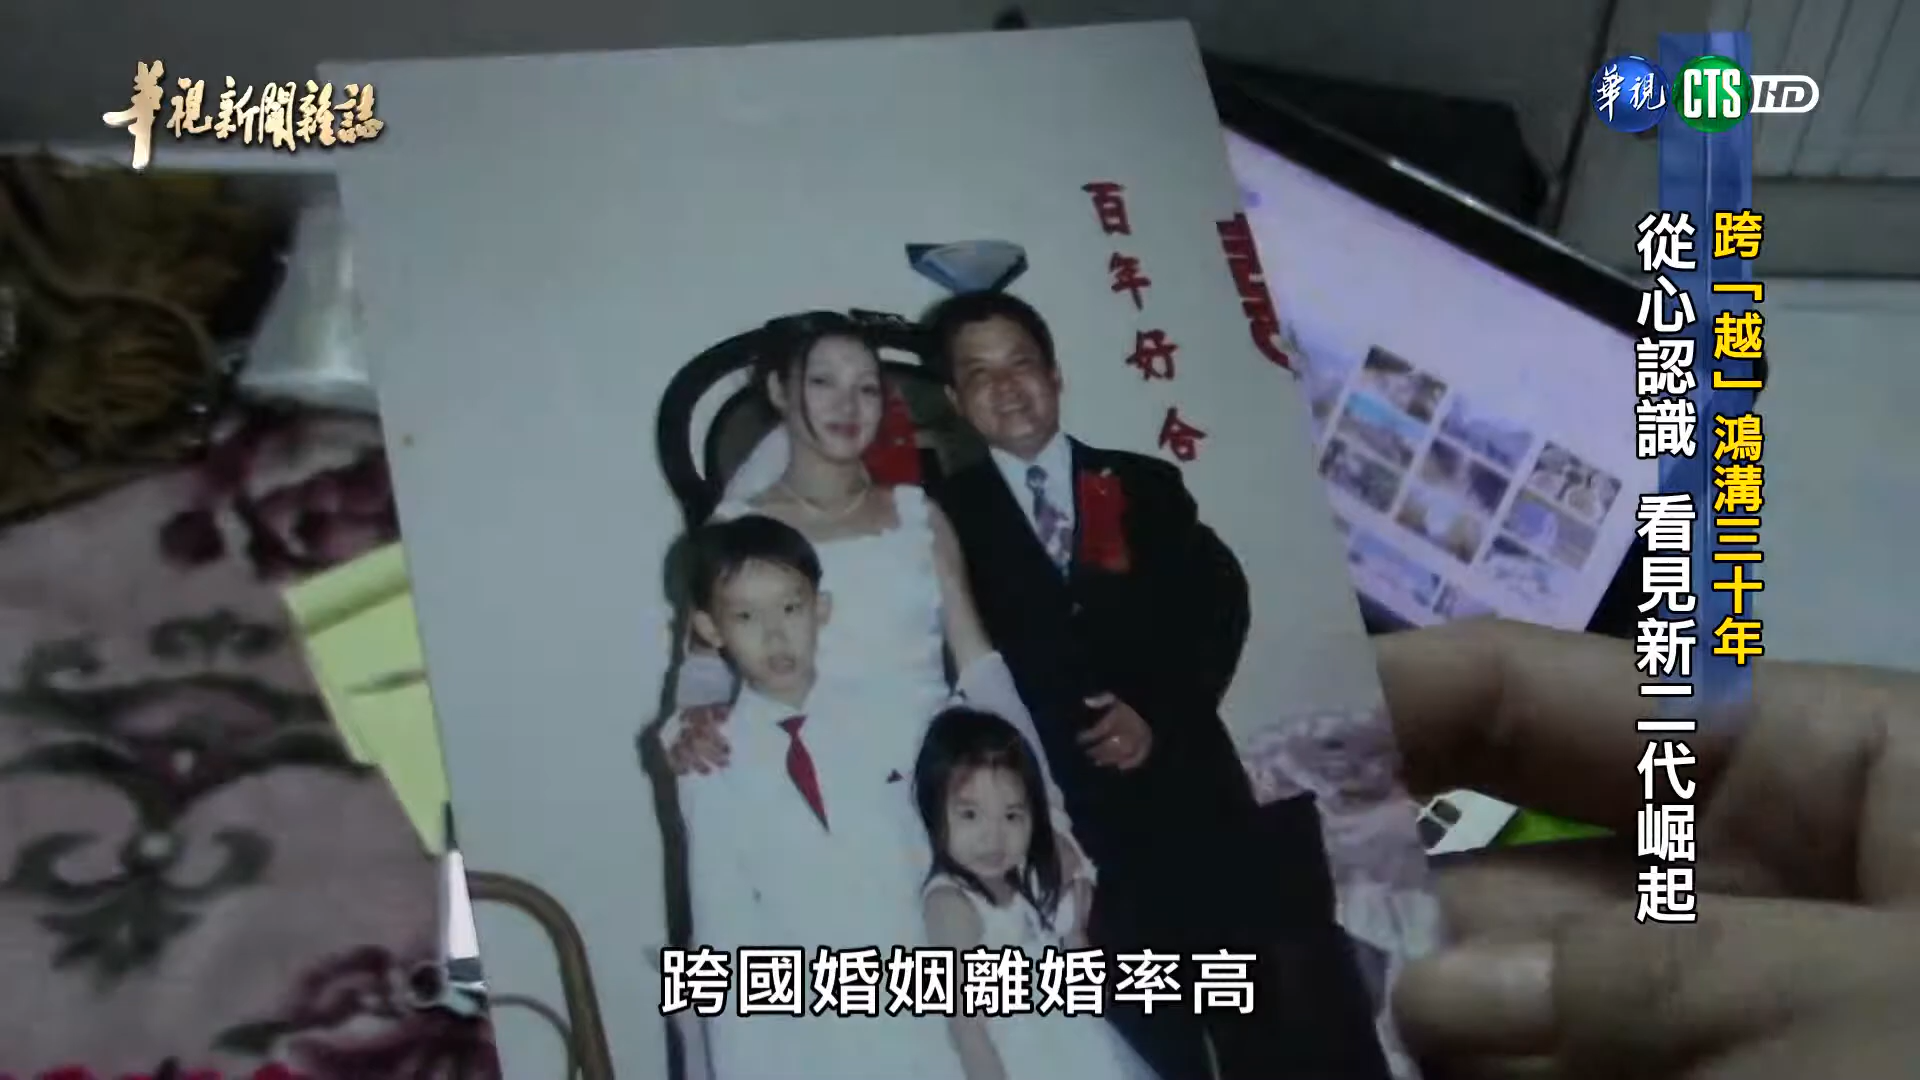 華視新聞雜誌
華視 CTS HD
跨「越」鴻溝三十年
從心認識 看見新二代崛起
百年好合
跨國婚姻離婚率高